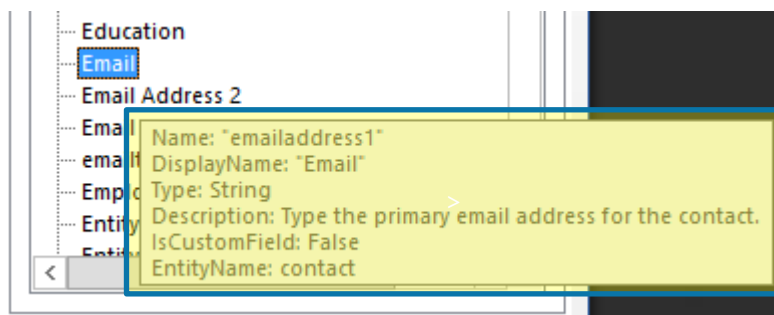 Education
Email
Email Address 2
Email
Name: "emailaddress1"
DisplayName: "Email"
Type: String
Description: Type the primary email address for the contact.
IsCustomField: False
EntityName: contact